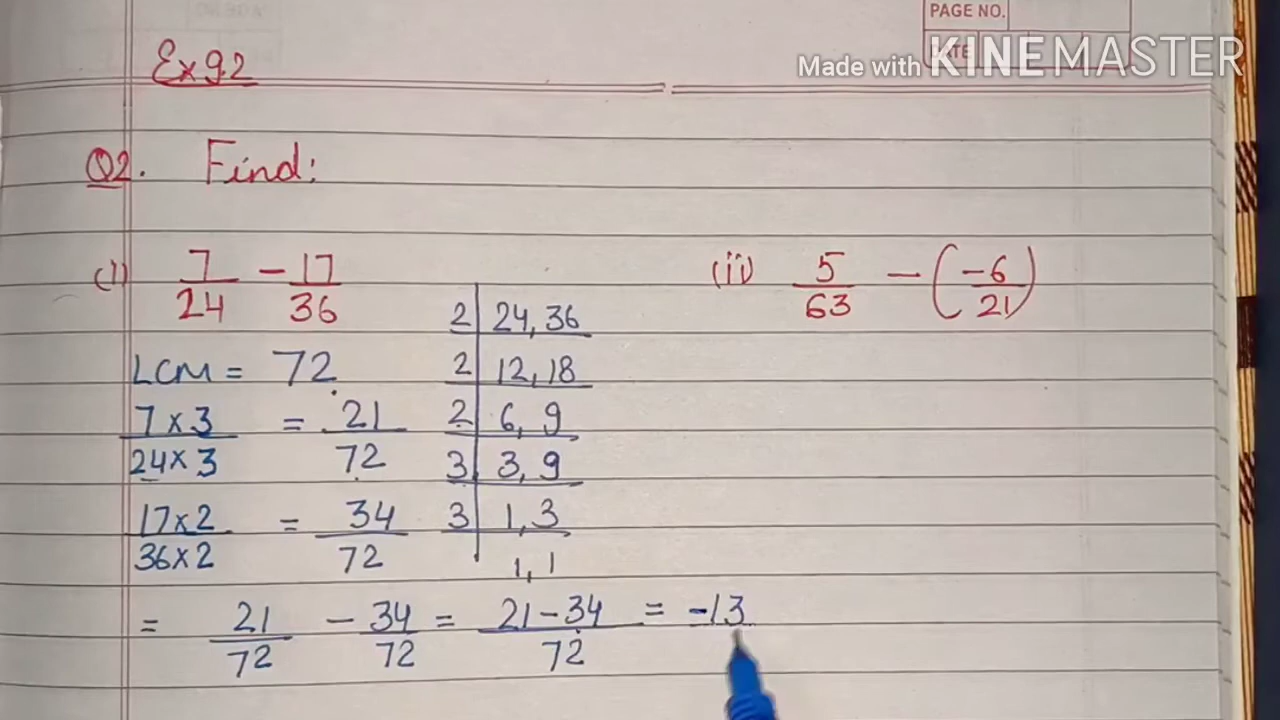 PAGE NO.
DATE
Made with KINEMASTER
Ex 9.2
Q2. Find:
(i) 7/24 - 17/36
(ii) 5/63 - (-6/21)
2 | 24, 36
LCM = 72
2 | 12, 18
7 x 3 / 24 x 3 = 21/72
2 | 6, 9
3 | 3, 9
17 x 2 / 36 x 2 = 34/72
3 | 1, 3
1, 1
= 21/72 - 34/72 = 21 - 34 / 72 = -13